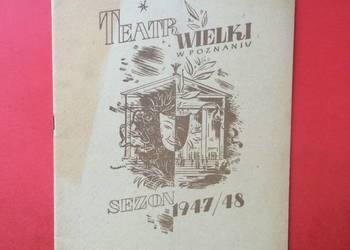 TEATR
WIELKI
W POZNANIU
SEZON 1947/48